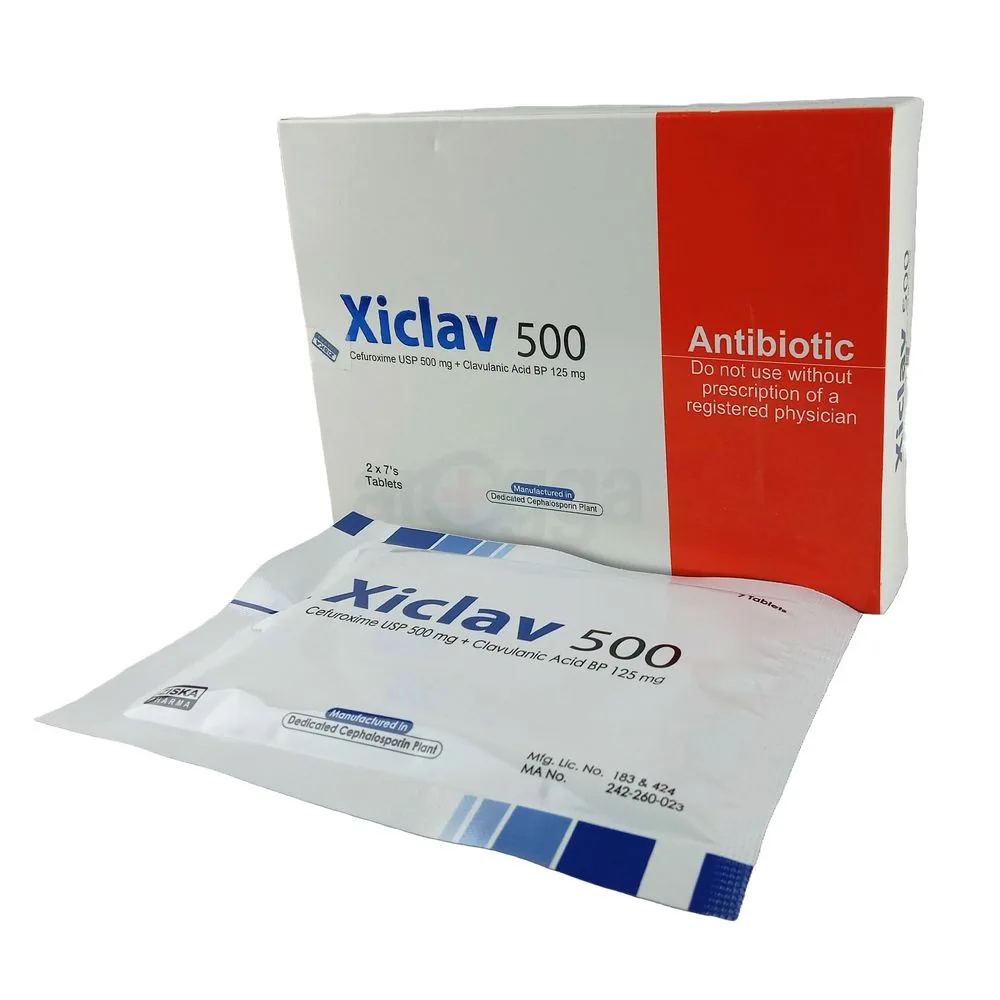 Xiclav 500
Cefuroxime USP 500 mg + Clavulanic Acid BP 125 mg
2 x 7's
Tablets
Manufactured in
Dedicated Cephalosporin Plant
Antibiotic
Do not use without
prescription of a
registered physician
Xiclav 500
7 Tablets
Xiclav 500
Cefuroxime USP 500 mg + Clavulanic Acid BP 125 mg
ZISKA
PHARMA
Manufactured in
Dedicated Cephalosporin Plant
Mfg. Lic. No. 183 & 424
MA No. 242-260-023